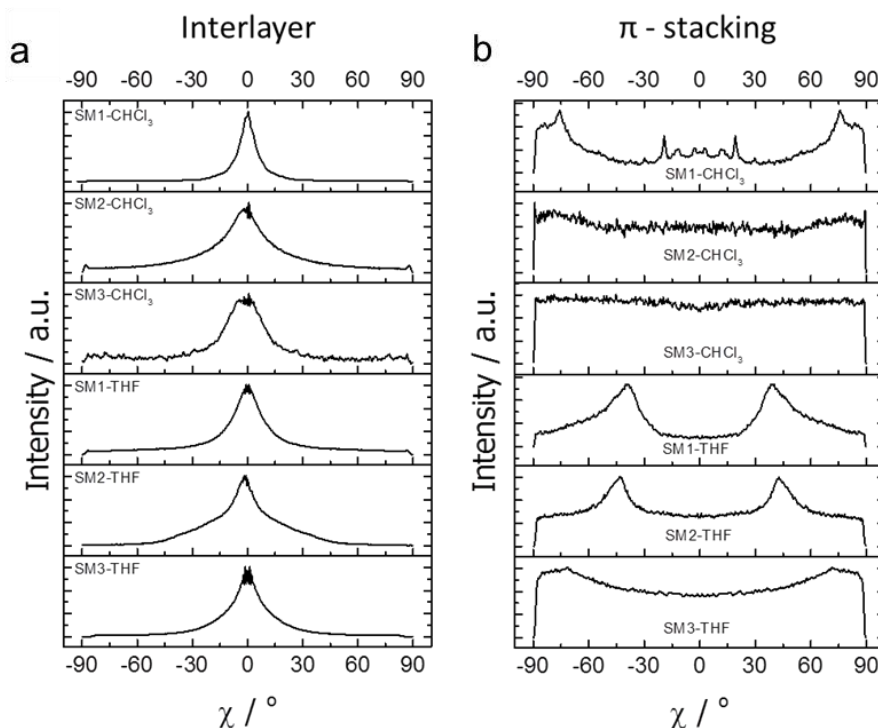 a
Interlayer
-90 -60 -30 0 30 60 90
SM1-CHCl₃
SM2-CHCl₃
SM3-CHCl₃
SM1-THF
SM2-THF
SM3-THF
Intensity / a.u.
-90 -60 -30 0 30 60 90
χ / °
b
π - stacking
-90 -60 -30 0 30 60 90
SM1-CHCl₃
SM2-CHCl₃
SM3-CHCl₃
SM1-THF
SM2-THF
SM3-THF
Intensity / a.u.
-90 -60 -30 0 30 60 90
χ / °